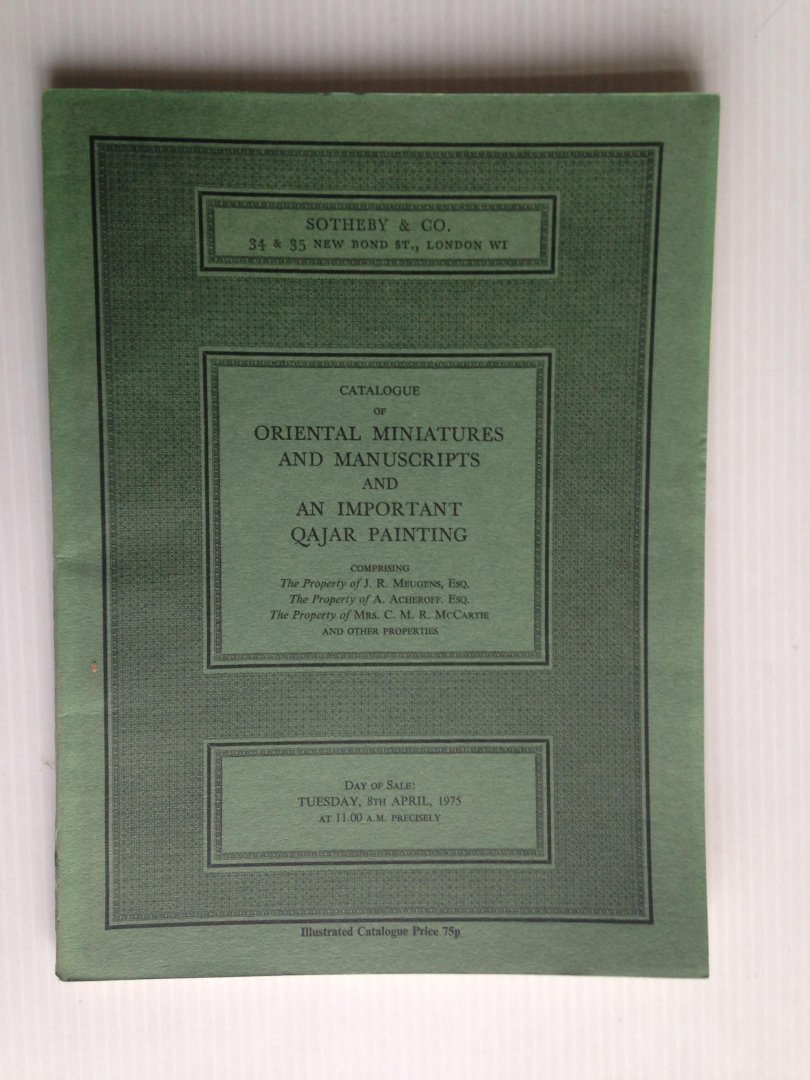 SOTHEBY & CO.
34 & 35 NEW BOND ST., LONDON WI
CATALOGUE
OF
ORIENTAL MINIATURES
AND MANUSCRIPTS
AND
AN IMPORTANT
QAJAR PAINTING
COMPRISING
The Property of J. R. MEUGENS, ESQ.
The Property of A. ACHEROFF. ESQ.
The Property of MRS. C. M. R. MCCARTIE
AND OTHER PROPERTIES
DAY OF SALE:
TUESDAY, 8TH APRIL, 1975
AT 11.00 A.M. PRECISELY
Illustrated Catalogue Price 75p